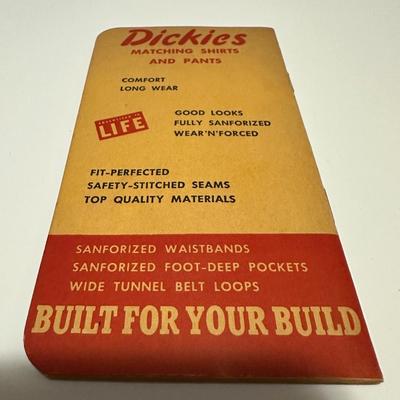 Dickies
MATCHING SHIRTS
AND PANTS
COMFORT
LONG WEAR
ADVERTISED IN
LIFE
GOOD LOOKS
FULLY SANFORIZED
WEAR'N'FORCED
FIT-PERFECTED
SAFETY-STITCHED SEAMS
TOP QUALITY MATERIALS
SANFORIZED WAISTBANDS
SANFORIZED FOOT-DEEP POCKETS
WIDE TUNNEL BELT LOOPS
BUILT FOR YOUR BUILD